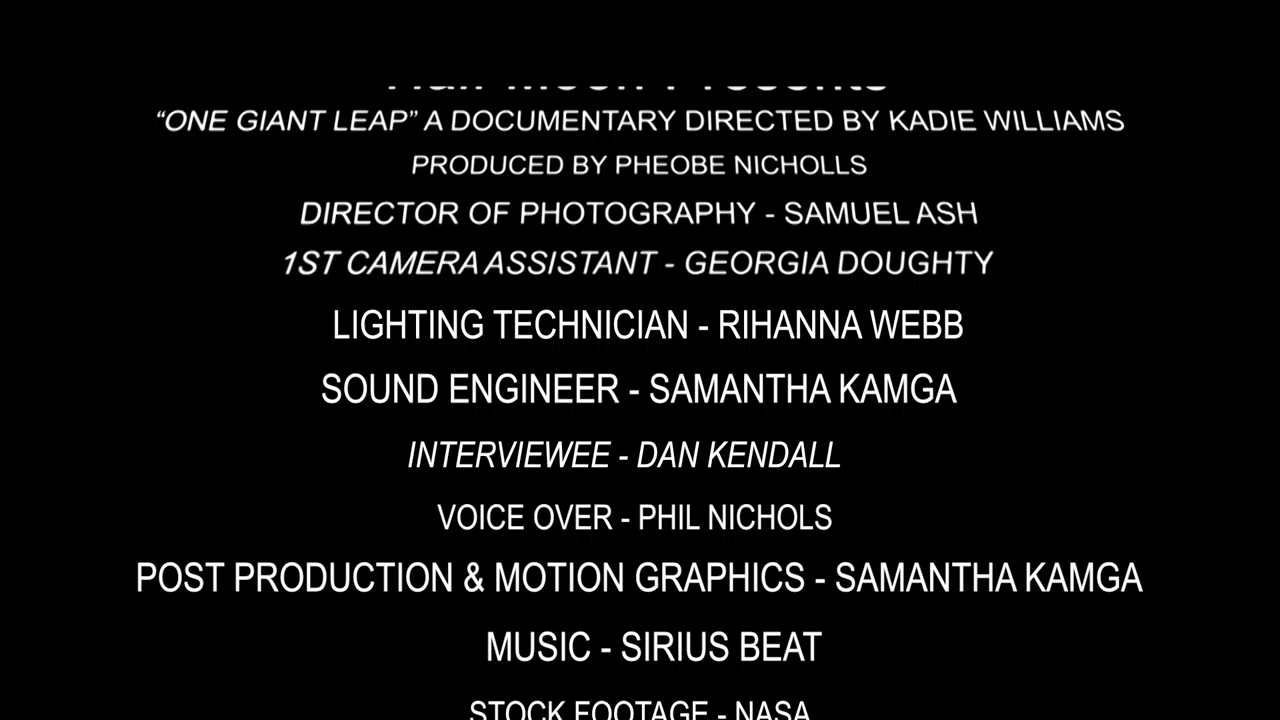 “ONE GIANT LEAP” A DOCUMENTARY DIRECTED BY KADIE WILLIAMS
PRODUCED BY PHEOBE NICHOLLS
DIRECTOR OF PHOTOGRAPHY - SAMUEL ASH
1ST CAMERA ASSISTANT - GEORGIA DOUGHTY
LIGHTING TECHNICIAN - RIHANNA WEBB
SOUND ENGINEER - SAMANTHA KAMGA
INTERVIEWEE - DAN KENDALL
VOICE OVER - PHIL NICHOLS
POST PRODUCTION & MOTION GRAPHICS - SAMANTHA KAMGA
MUSIC - SIRIUS BEAT
STOCK FOOTAGE - NASA